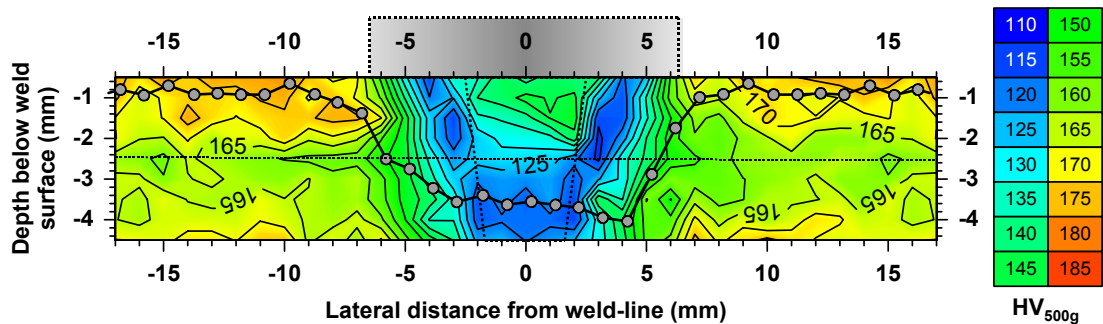 -15 -10 -5 0 5 10 15
-1 -1
-2 -2
-3 -3
-4 -4
Depth below weld
surface (mm)
165 170 165
125
165 165 165
-15 -10 -5 0 5 10 15
Lateral distance from weld-line (mm)
110 150
115 155
120 160
125 165
130 170
135 175
140 180
145 185
HV500g